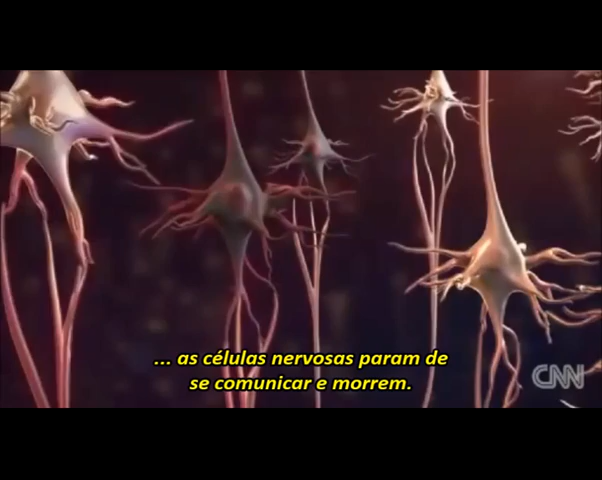 ... as células nervosas param de
se comunicar e morrem.
CNN